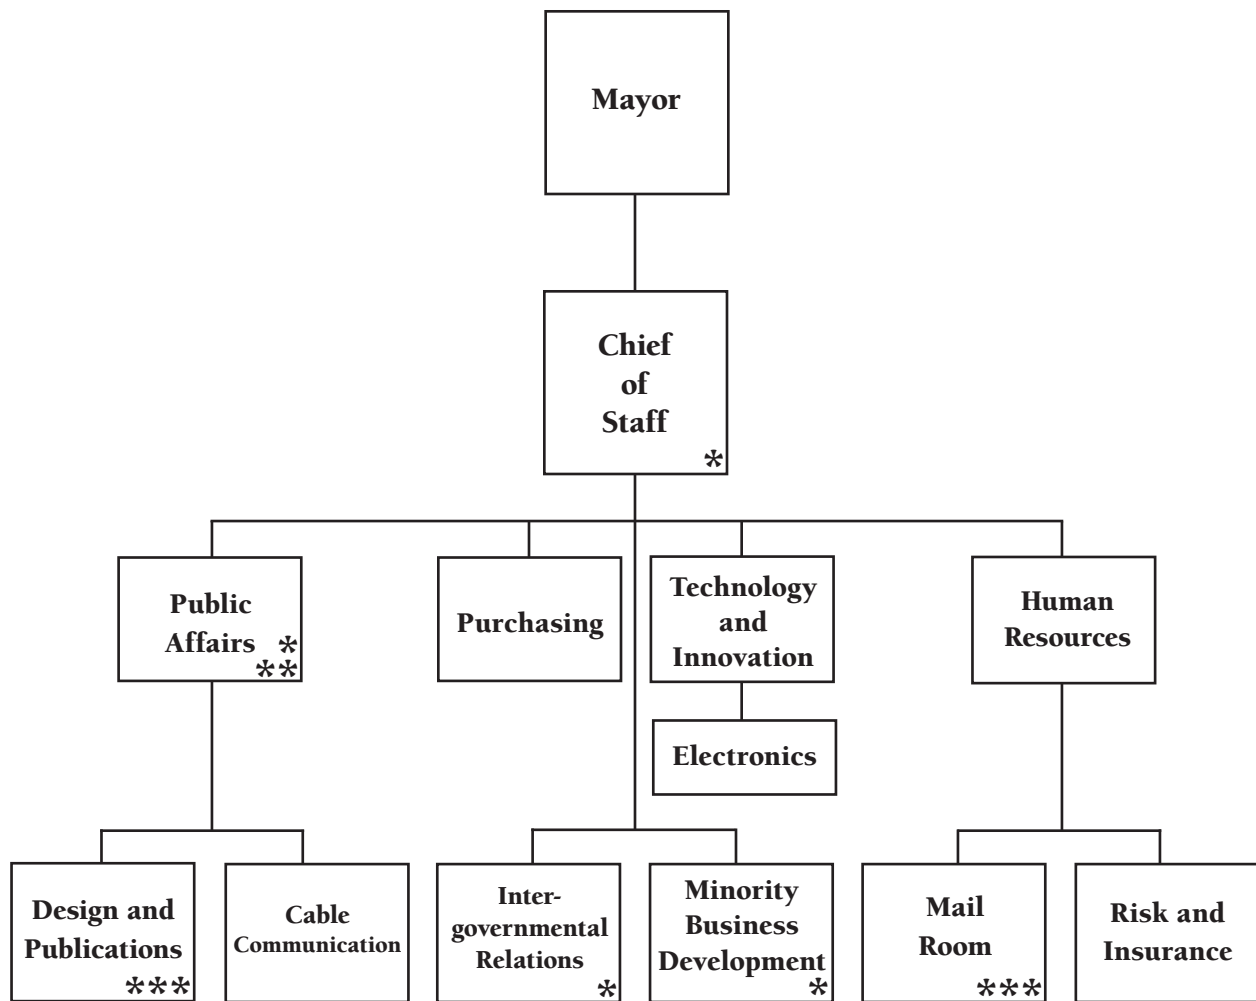 Mayor
Chief
of
Staff
*
Public
Affairs *
**
Purchasing
Technology
and
Innovation
Human
Resources
Electronics
Design and
Publications
***
Cable
Communication
Inter-
governmental
Relations
*
Minority
Business
Development
*
Mail
Room
***
Risk and
Insurance